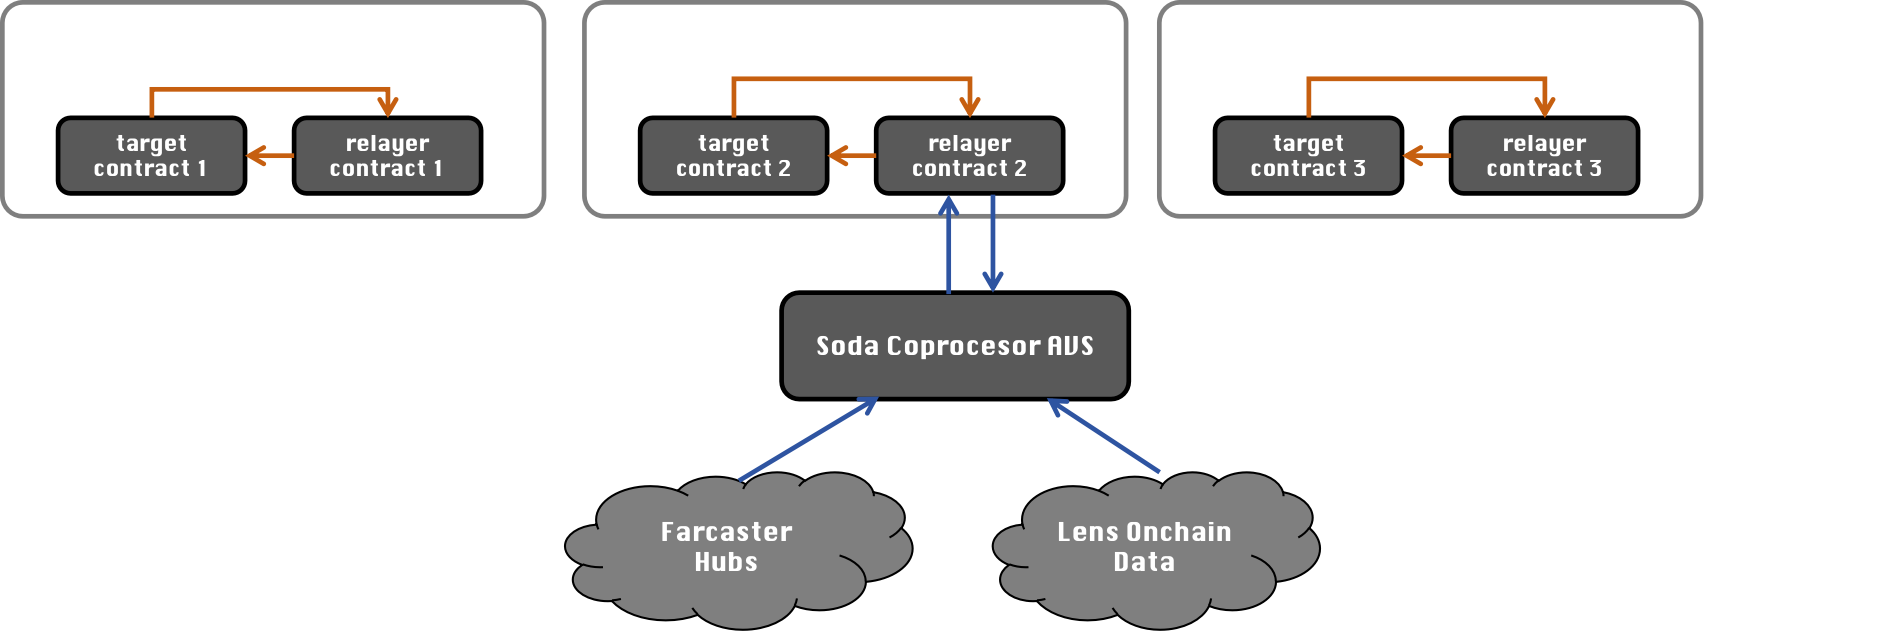 target
contract 1
relayer
contract 1
target
contract 2
relayer
contract 2
target
contract 3
relayer
contract 3
Soda Coprocesor AVS
Farcaster
Hubs
Lens Onchain
Data